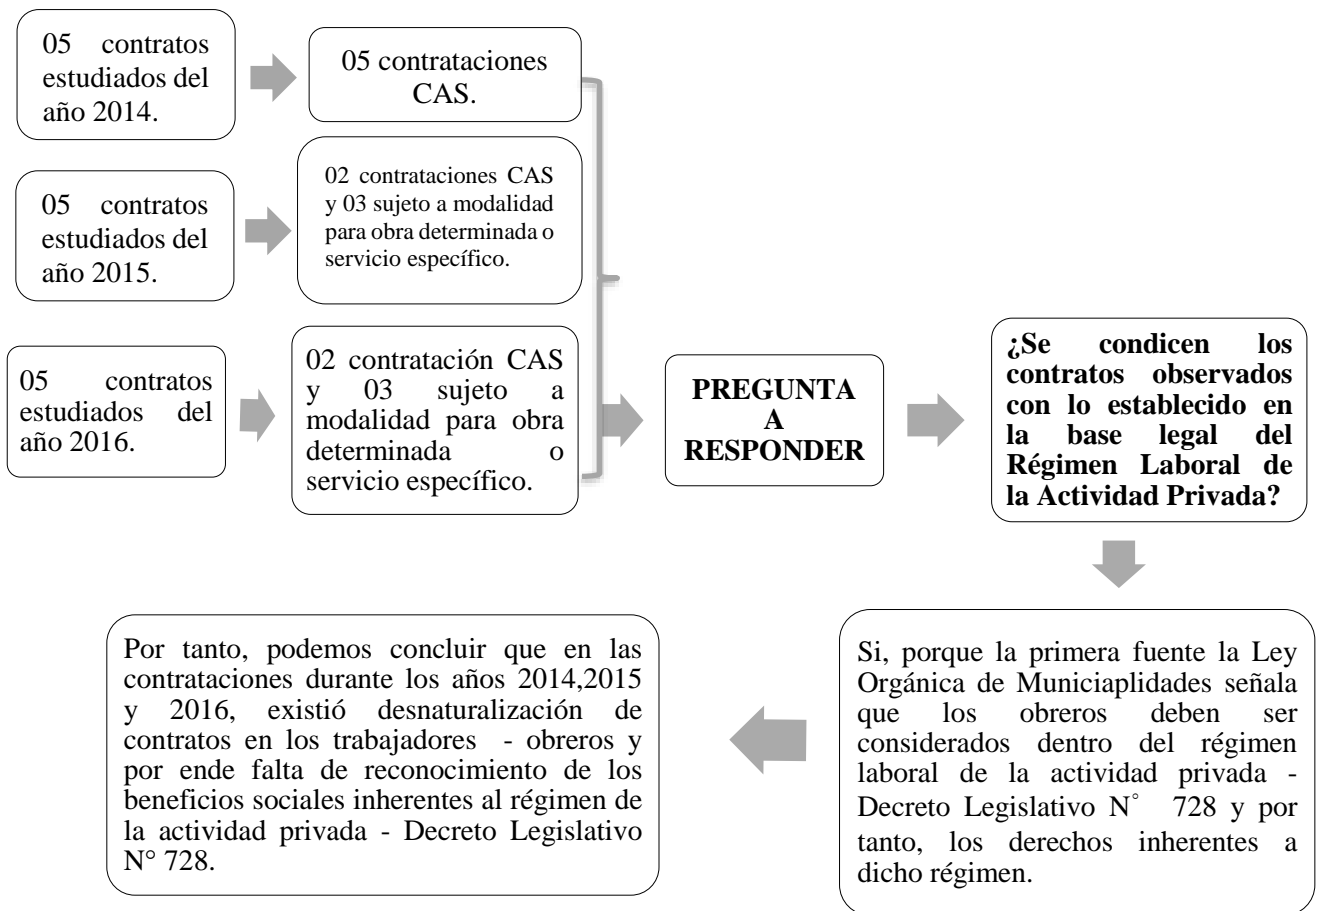 05 contratos
estudiados del
año 2014.
05 contrataciones
CAS.
05 contratos
estudiados del
año 2015.
02 contrataciones CAS
y 03 sujeto a modalidad
para obra determinada o
servicio específico.
05 contratos
estudiados del
año 2016.
02 contratación CAS
y 03 sujeto a
modalidad para obra
determinada o
servicio específico.
PREGUNTA
A
RESPONDER
¿Se condicen los
contratos observados
con lo establecido en
la base legal del
Régimen Laboral de
la Actividad Privada?
Si, porque la primera fuente la Ley
Orgánica de Municiaplidades señala
que los obreros deben ser
considerados dentro del régimen
laboral de la actividad privada -
Decreto Legislativo N° 728 y por
tanto, los derechos inherentes a
dicho régimen.
Por tanto, podemos concluir que en las
contrataciones durante los años 2014,2015
y 2016, existió desnaturalización de
contratos en los trabajadores - obreros y
por ende falta de reconocimiento de los
beneficios sociales inherentes al régimen de
la actividad privada - Decreto Legislativo
N° 728.